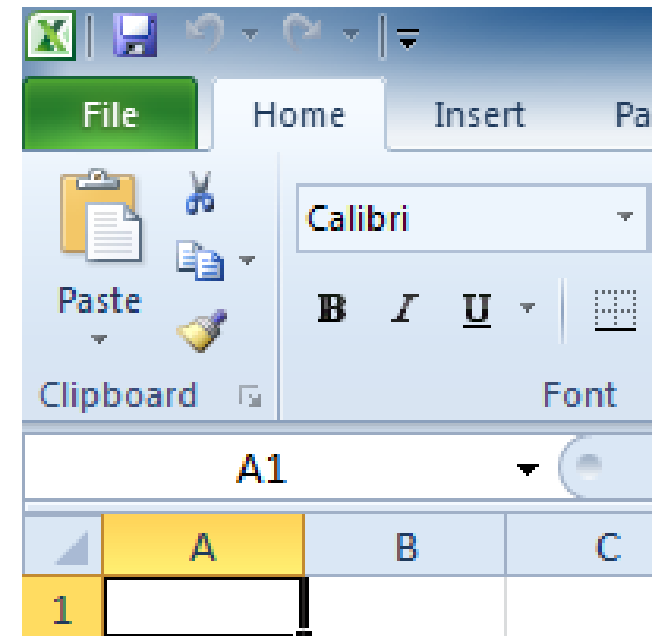 File Home Insert Pa
Calibri
Paste B I U
Clipboard Font
A1
A B C
1